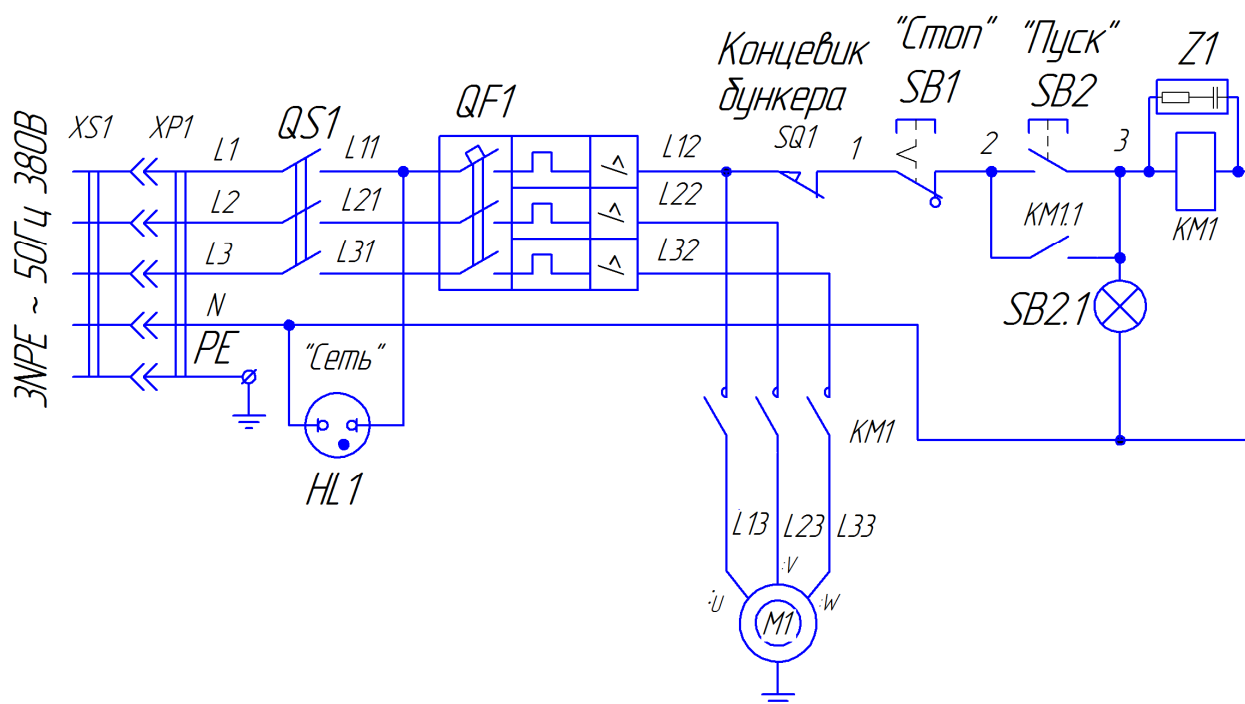 "Стоп" "Пуск" Z1
Концевик
бункера
SB1 SB2
QS1 QF1
XS1 XP1
SQ1
L1 L11 L12 1 2 3
L2 L21 L22
KM1.1 KM1
L3 L31 L32
N
SB2.1
PE
"Сеть"
3NPE ~ 50Гц 380В
KM1
HL1
L13 L23 L33
:V
:U :W
M1